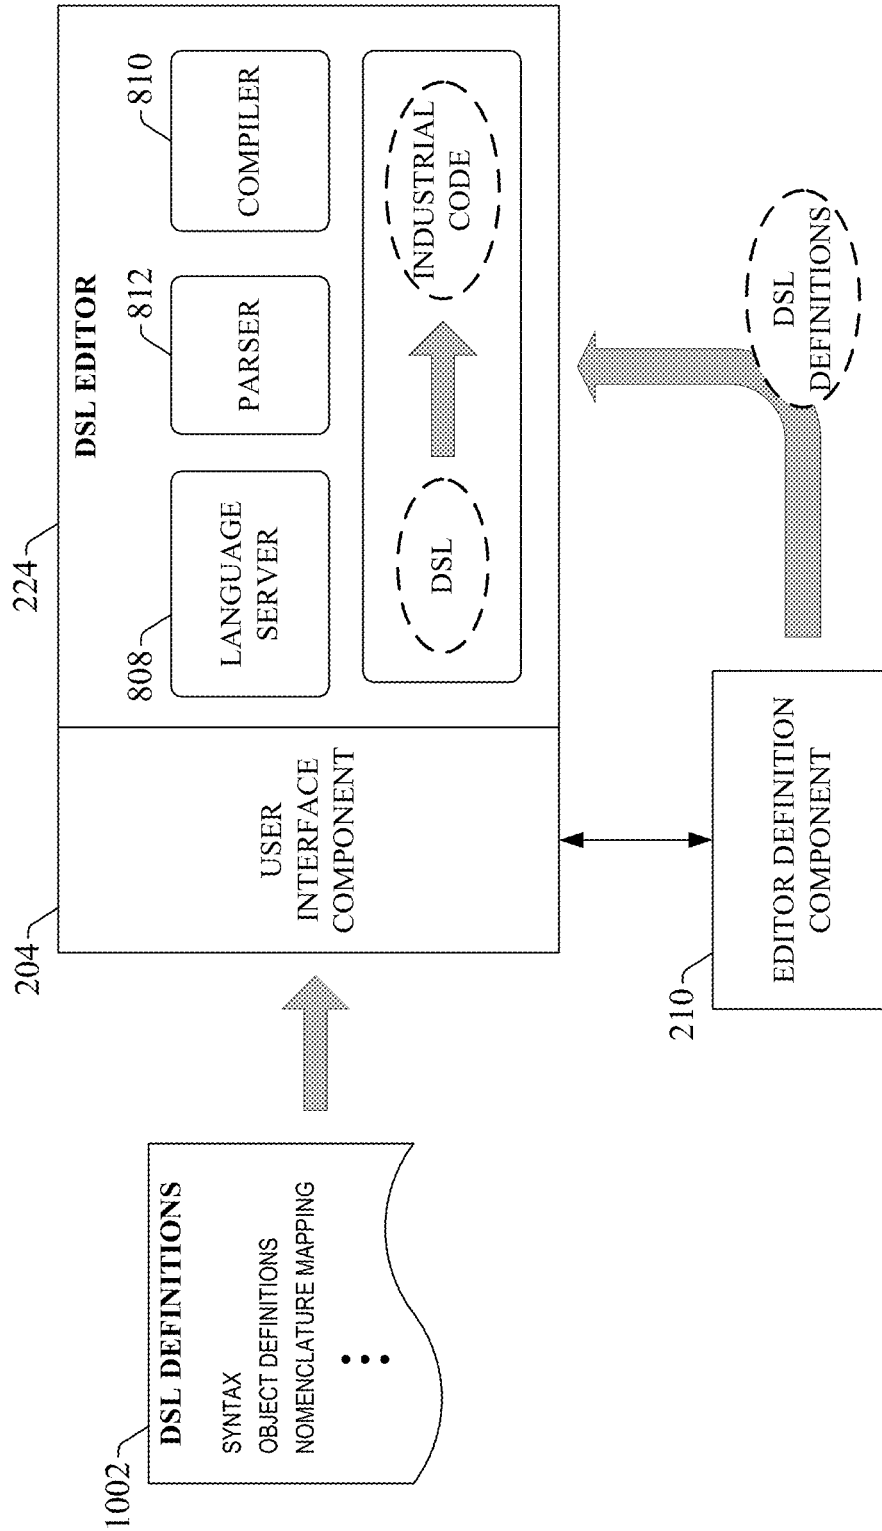 1002
DSL DEFINITIONS
SYNTAX
OBJECT DEFINITIONS
NOMENCLATURE MAPPING
204
USER
INTERFACE
COMPONENT
224
DSL EDITOR
808
LANGUAGE
SERVER
812
PARSER
810
COMPILER
DSL
INDUSTRIAL
CODE
210
EDITOR DEFINITION
COMPONENT
DSL
DEFINITIONS